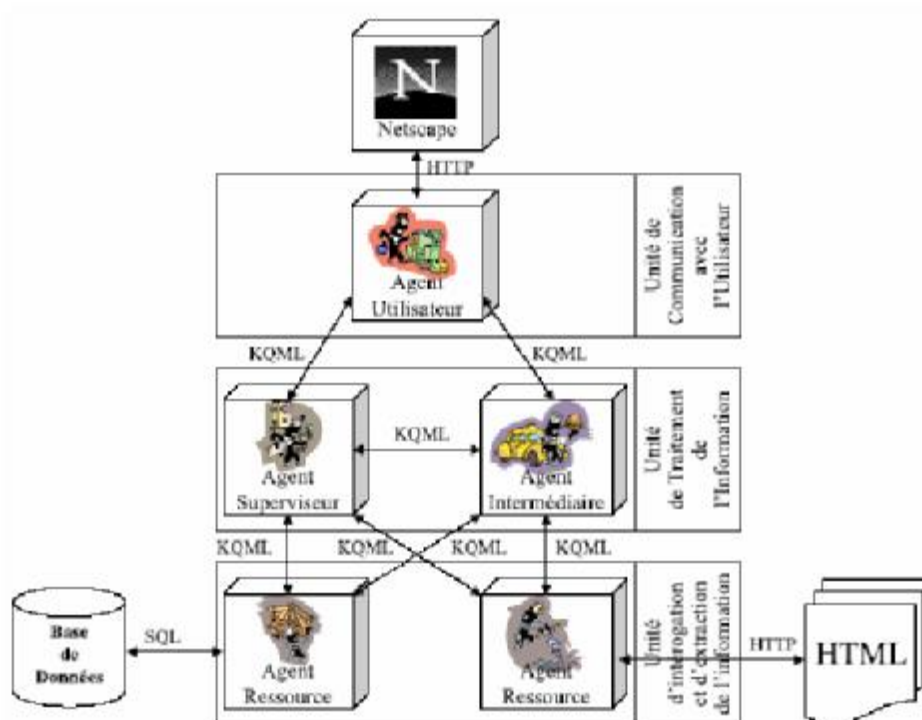 N
Netscape
HTTP
Agent
Utilisateur
Unité de
Communication
avec
l'Utilisateur
KQML
KQML
Agent
Superviseur
KQML
Agent
Intermédiaire
Unité
de Traitement
de
l'Information
KQML
KQML
KQML
KQML
Base
de
Données
SQL
Agent
Ressource
Agent
Ressource
Unité
d'intérogation
et d'extraction
de l'information
HTTP
HTML